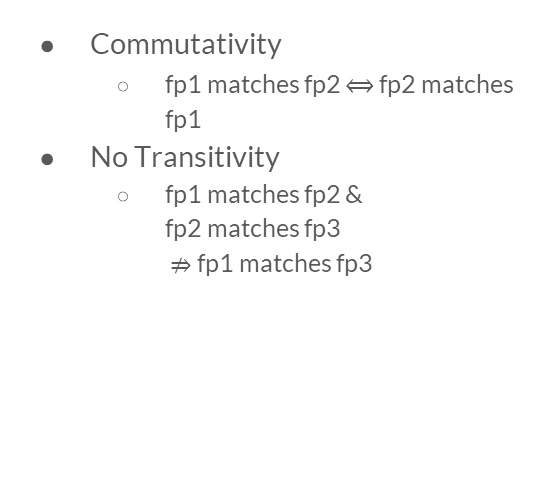 ● Commutativity
○ fp1 matches fp2 ⇔ fp2 matches
fp1
● No Transitivity
○ fp1 matches fp2 &
fp2 matches fp3
⇏ fp1 matches fp3